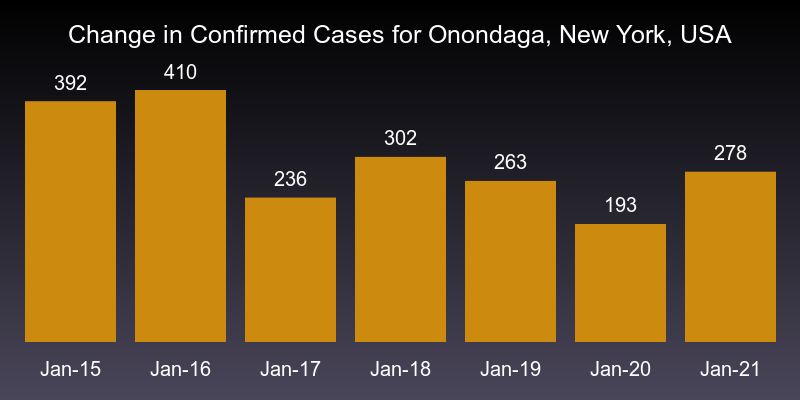 Change in Confirmed Cases for Onondaga, New York, USA
392
410
236
302
263
193
278
Jan-15
Jan-16
Jan-17
Jan-18
Jan-19
Jan-20
Jan-21